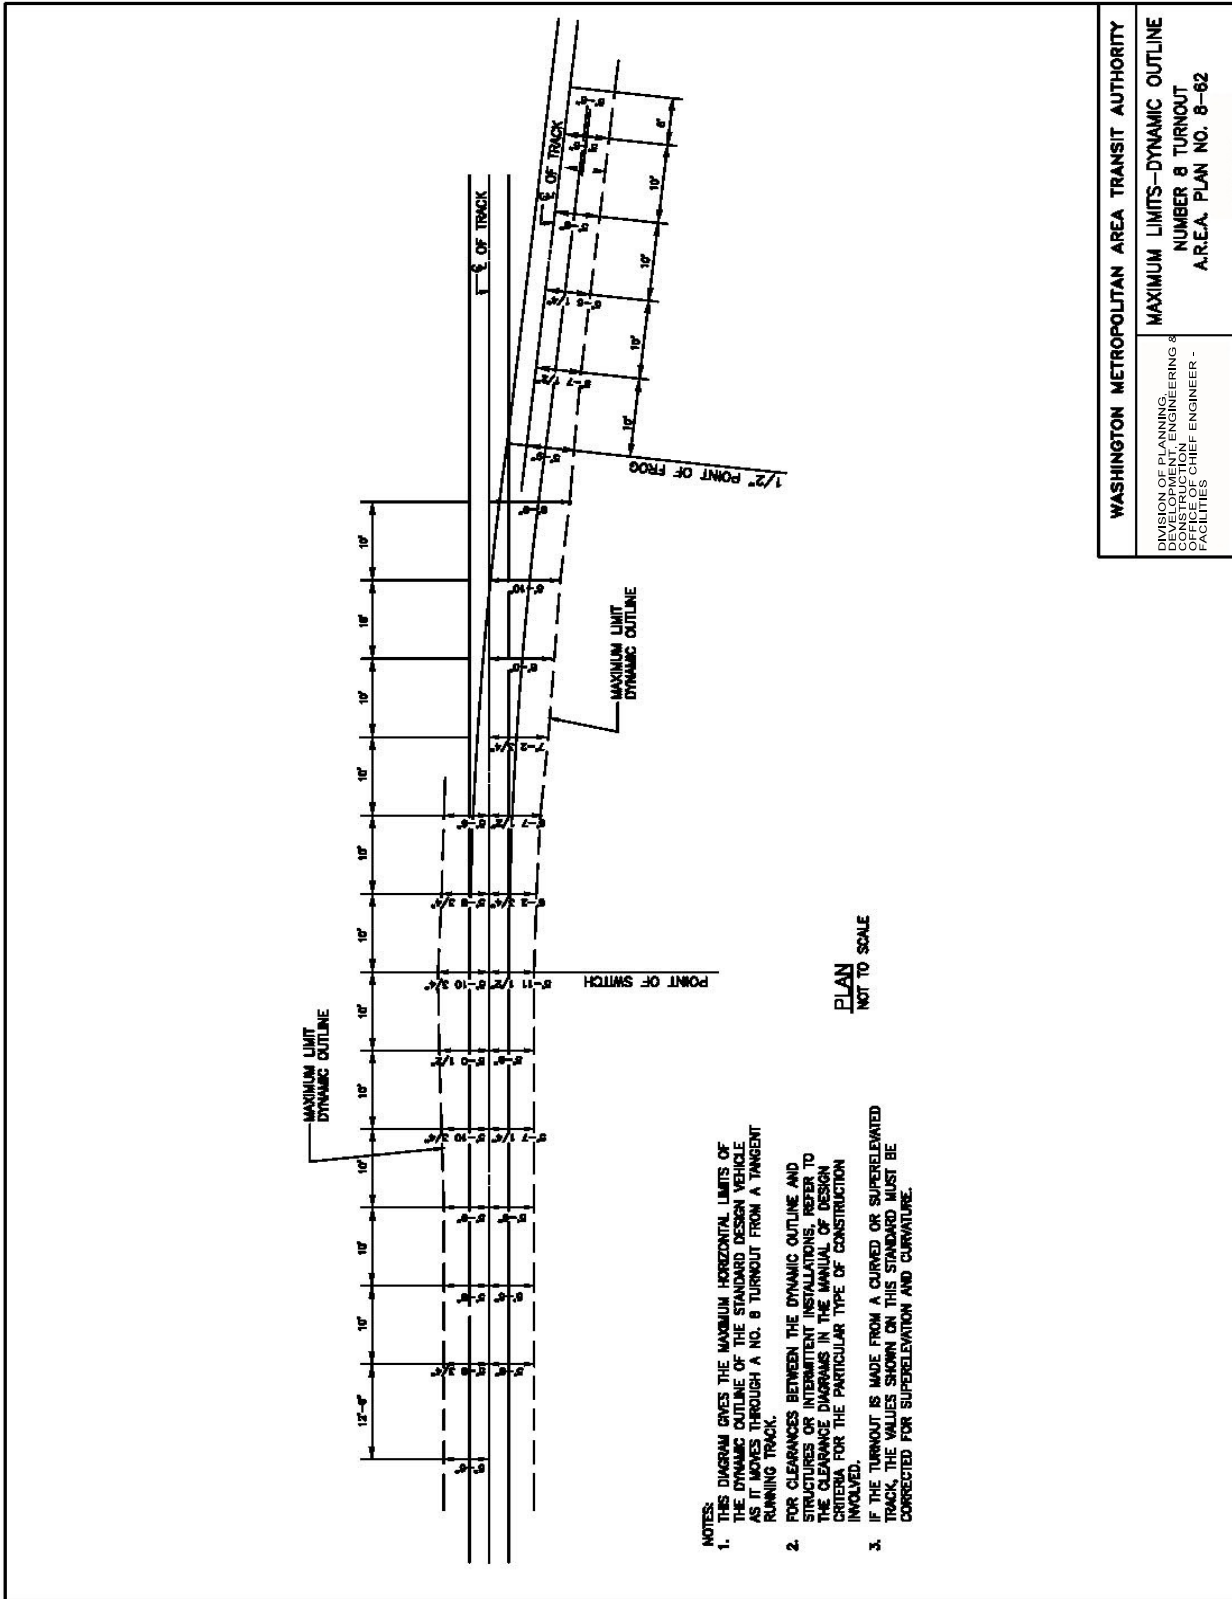 MAXIMUM LIMIT
DYNAMIC OUTLINE
12'-6"
10'
10'
10'
10'
10'
10'
10'
10'
10'
10'
10'
℄ OF TRACK
℄ OF TRACK
POINT OF SWITCH
1/2" POINT OF FROG
10'
10'
10'
10'
6'
MAXIMUM LIMIT
DYNAMIC OUTLINE
PLAN
NOT TO SCALE
NOTES:
1. THIS DIAGRAM GIVES THE MAXIMUM HORIZONTAL LIMITS OF
THE DYNAMIC OUTLINE OF THE STANDARD DESIGN VEHICLE
AS IT MOVES THROUGH A NO. 8 TURNOUT FROM A TANGENT
RUNNING TRACK.
2. FOR CLEARANCES BETWEEN THE DYNAMIC OUTLINE AND
STRUCTURES OR INTERMITTENT INSTALLATIONS, REFER TO
THE CLEARANCE DIAGRAMS IN THE MANUAL OF DESIGN
CRITERIA FOR THE PARTICULAR TYPE OF CONSTRUCTION
INVOLVED.
3. IF THE TURNOUT IS MADE FROM A CURVED OR SUPERELEVATED
TRACK, THE VALUES SHOWN ON THIS STANDARD MUST BE
CORRECTED FOR SUPERELEVATION AND CURVATURE.
WASHINGTON METROPOLITAN AREA TRANSIT AUTHORITY
DIVISION OF PLANNING,
DEVELOPMENT, ENGINEERING &
CONSTRUCTION
OFFICE OF CHIEF ENGINEER -
FACILITIES
MAXIMUM LIMITS-DYNAMIC OUTLINE
NUMBER 8 TURNOUT
A.R.E.A. PLAN NO. 8-62